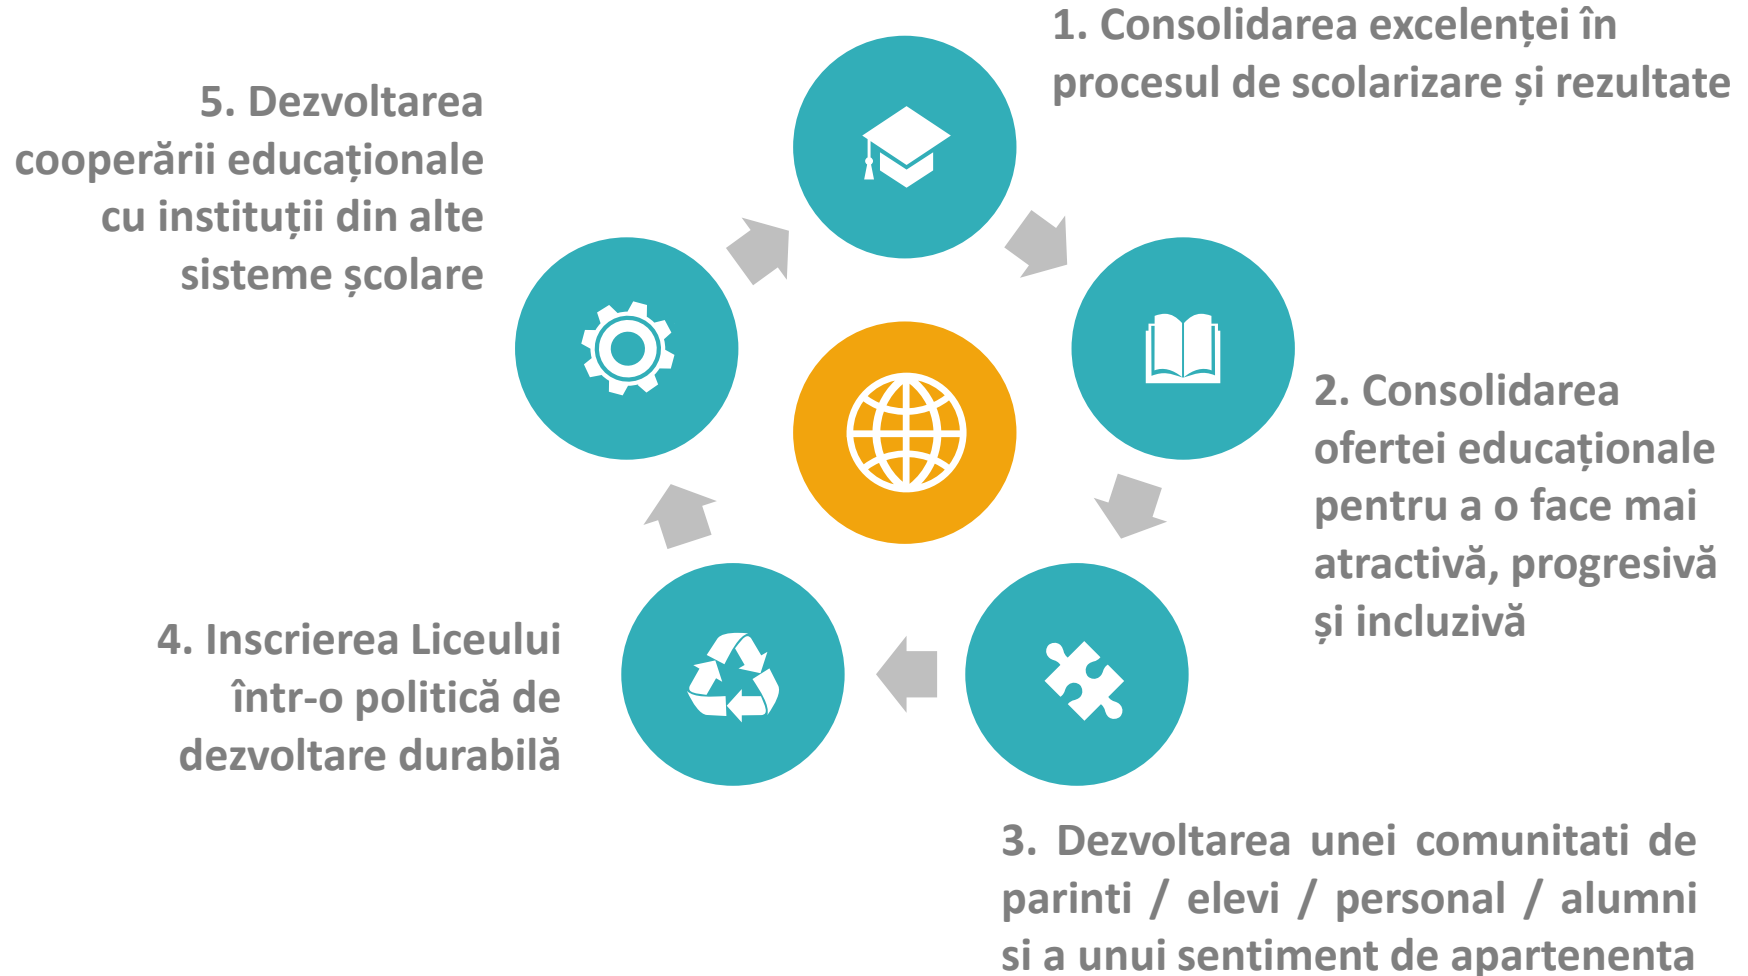 1. Consolidarea excelenței în
procesul de scolarizare și rezultate
2. Consolidarea
ofertei educaționale
pentru a o face mai
atractivă, progresivă
și incluzivă
3. Dezvoltarea unei comunitati de
parinti / elevi / personal / alumni
si a unui sentiment de apartenenta
4. Inscrierea Liceului
într-o politică de
dezvoltare durabilă
5. Dezvoltarea
cooperării educaționale
cu instituții din alte
sisteme școlare